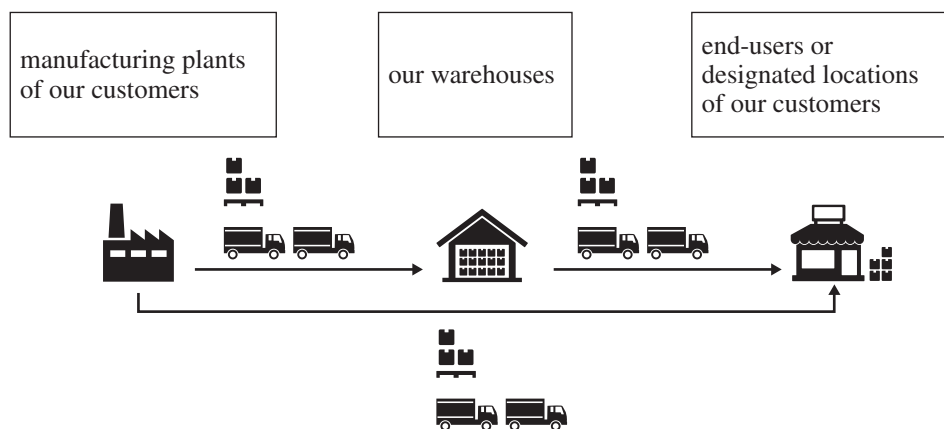 manufacturing plants
of our customers
our warehouses
end-users or
designated locations
of our customers